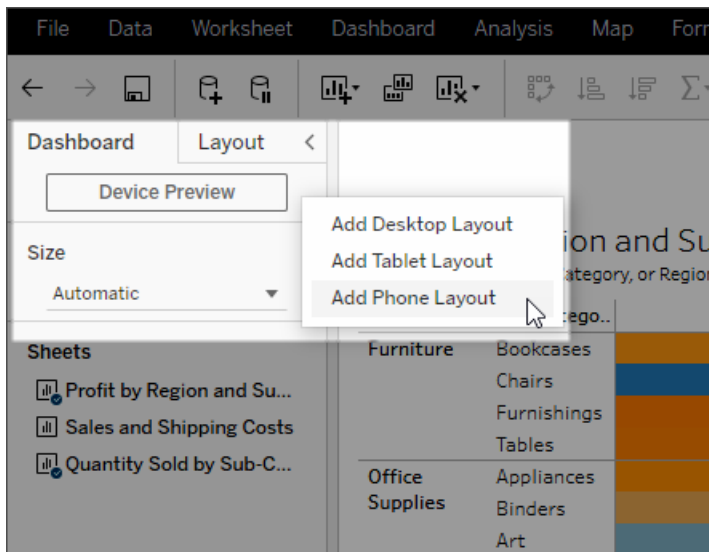 File Data Worksheet Dashboard Analysis Map
Dashboard Layout
Device Preview
Size
Automatic
Add Desktop Layout
Add Tablet Layout
Add Phone Layout
ion and Su
ategory, or Region
tego..
Sheets
Profit by Region and Su...
Sales and Shipping Costs
Quantity Sold by Sub-C...
Furniture Bookcases
Chairs
Furnishings
Tables
Office Supplies Appliances
Binders
Art